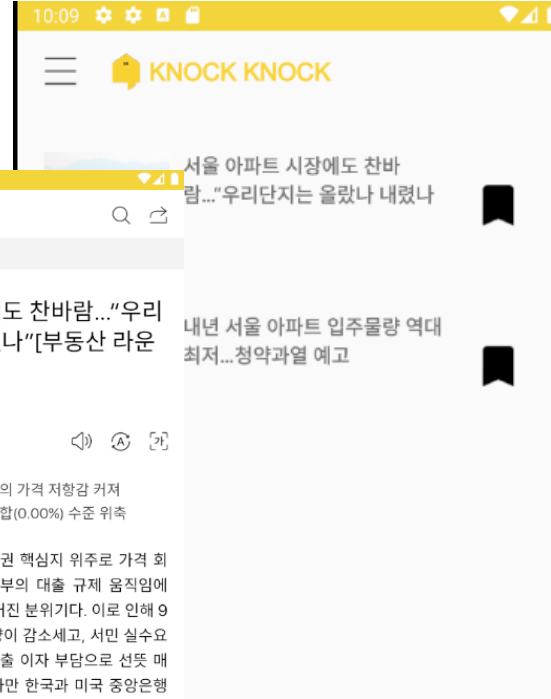 10:09
KNOCK KNOCK
서울 아파트 시장에도 찬바
람...“우리단지는 올랐나 내렸나
내년 서울 아파트 입주물량 역대
최저...청약과열 예고
도 찬바람...“우리
나”[부동산 라운
A
가
의 가격 저항감 커져
합(0.00%) 수준 위축
권 핵심지 위주로 가격 회
부의 대출 규제 움직임에
진 분위기다. 이로 인해 9
이 감소세고, 서민 실수요
출 이자 부담으로 선뜻 매
만 한국과 미국 중앙은행